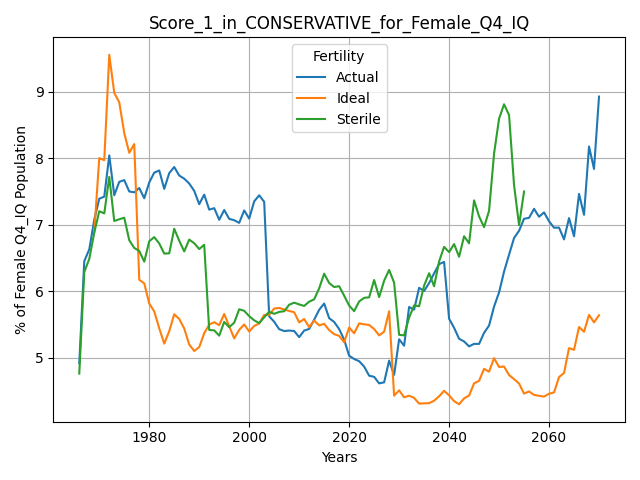 Score_1_in_CONSERVATIVE_for_Female_Q4_IQ
Fertility
Actual
Ideal
Sterile
% of Female Q4_IQ Population
9
8
7
6
5
1980
2000
2020
2040
2060
Years